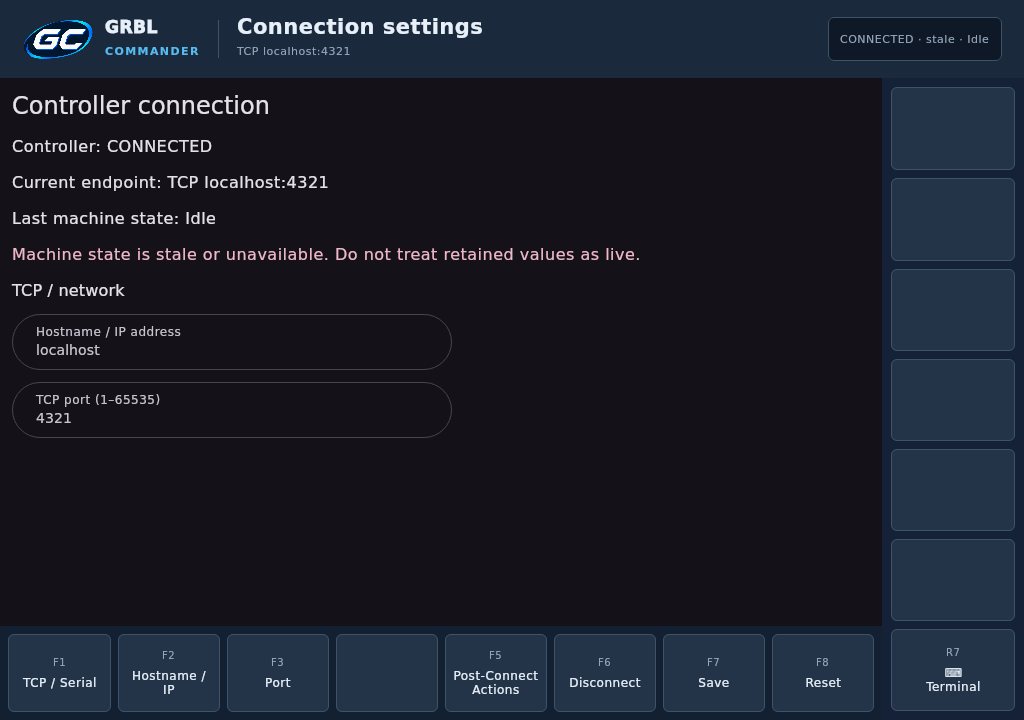 GC
GRBL
COMMANDER
Connection settings
TCP localhost:4321
CONNECTED · stale · Idle
Controller connection
Controller: CONNECTED
Current endpoint: TCP localhost:4321
Last machine state: Idle
Machine state is stale or unavailable. Do not treat retained values as live.
TCP / network
Hostname / IP address
localhost
TCP port (1–65535)
4321
F1
TCP / Serial
F2
Hostname /
IP
F3
Port
F5
Post-Connect
Actions
F6
Disconnect
F7
Save
F8
Reset
R7
⌨
Terminal